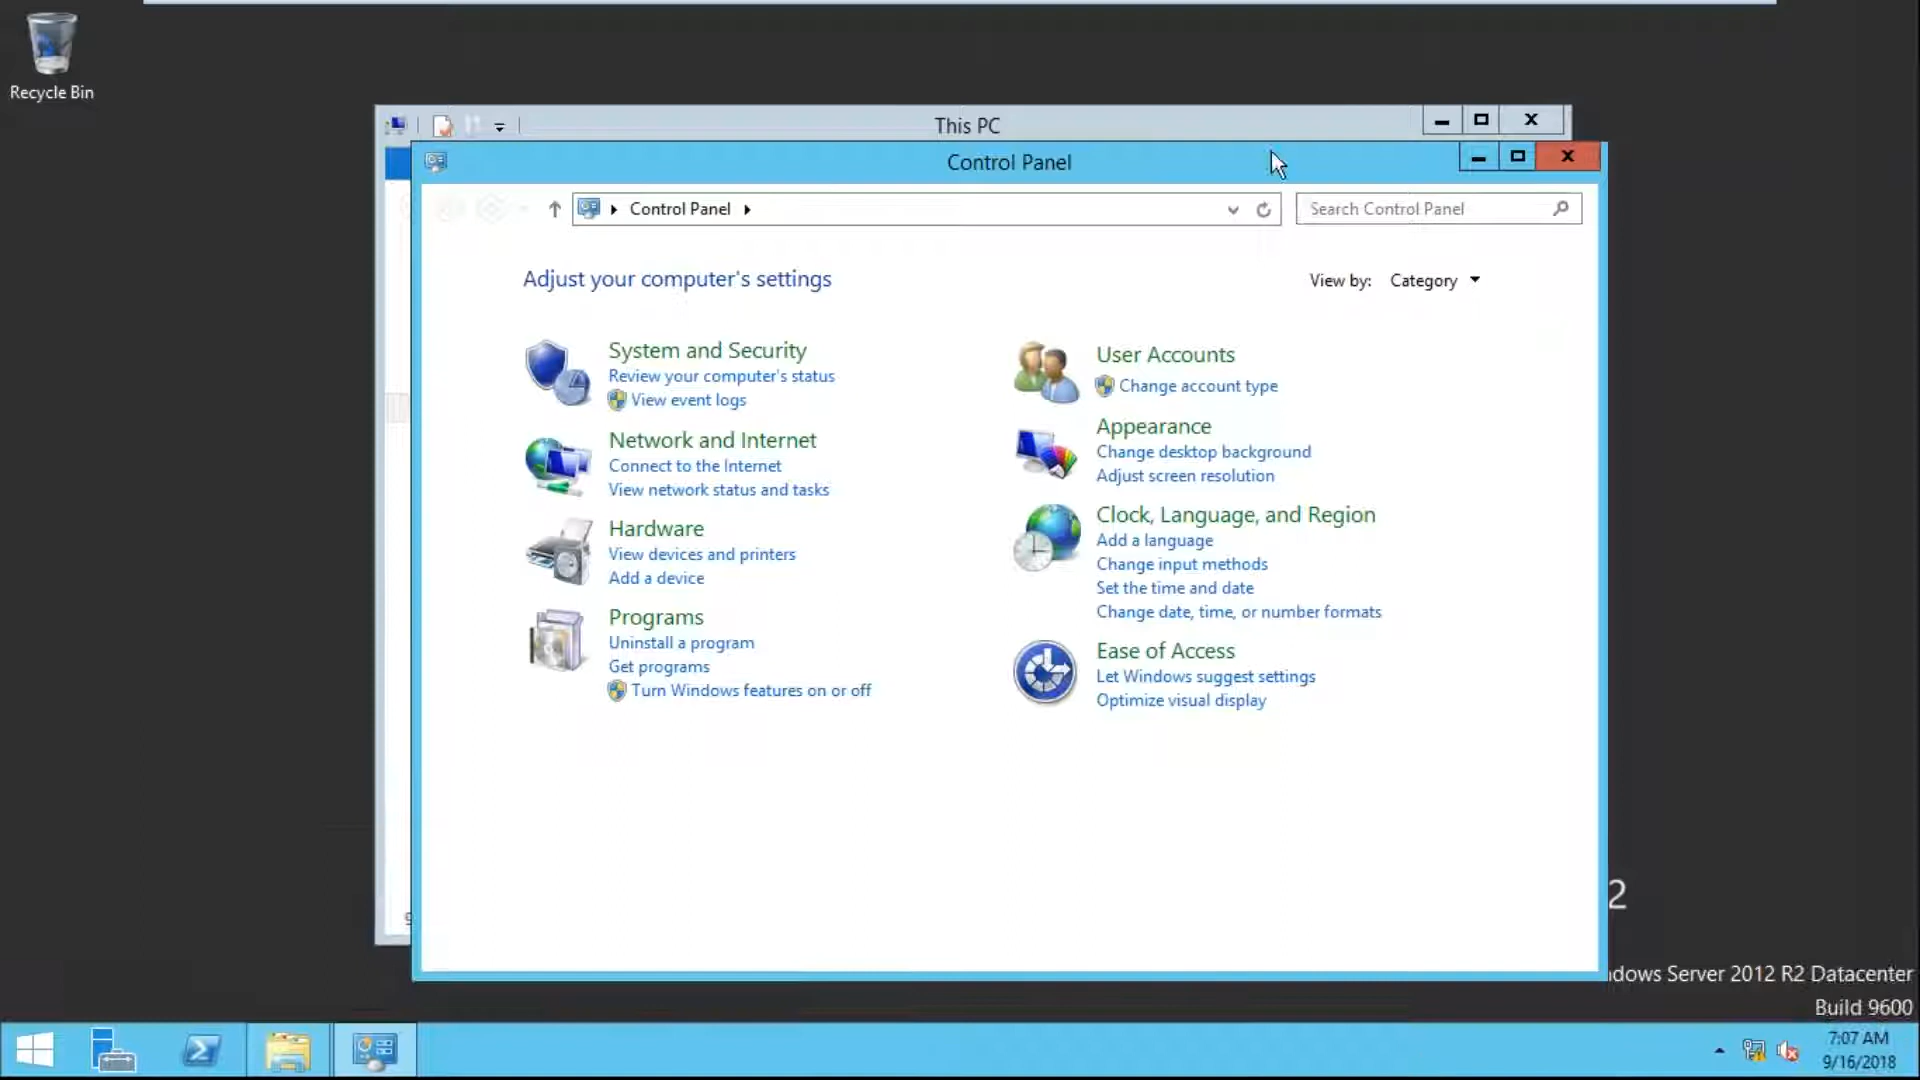 Recycle Bin
This PC
Control Panel
Control Panel
Search Control Panel
Adjust your computer's settings
View by: Category
System and Security
Review your computer's status
View event logs
Network and Internet
Connect to the Internet
View network status and tasks
Hardware
View devices and printers
Add a device
Programs
Uninstall a program
Get programs
Turn Windows features on or off
User Accounts
Change account type
Appearance
Change desktop background
Adjust screen resolution
Clock, Language, and Region
Add a language
Change input methods
Set the time and date
Change date, time, or number formats
Ease of Access
Let Windows suggest settings
Optimize visual display
2
dows Server 2012 R2 Datacenter
Build 9600
7:07 AM
9/16/2018